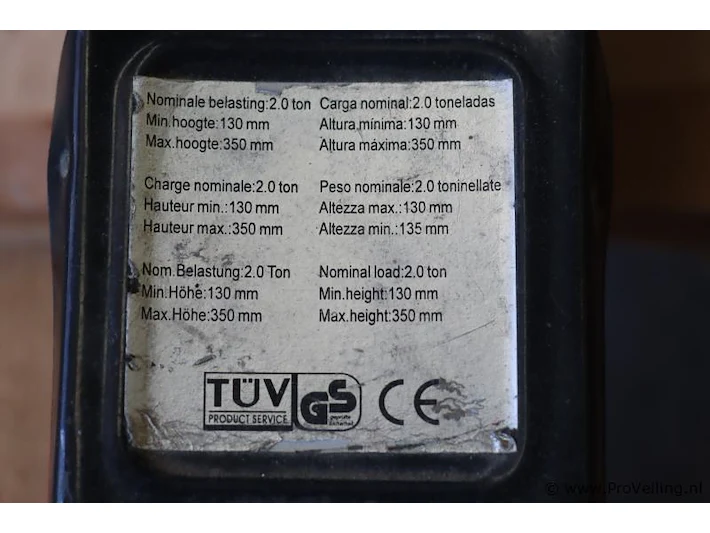 Nominale belasting:2.0 ton
Min.hoogte:130 mm
Max.hoogte:350 mm
Carga nominal:2.0 toneladas
Altura.mínima:130 mm
Altura máxima:350 mm
Charge nominale:2.0 ton
Hauteur min.:130 mm
Hauteur max.:350 mm
Peso nominale:2.0 toninellate
Altezza max.:130 mm
Altezza min.:135 mm
Nom.Belastung:2.0 Ton
Min.Höhe:130 mm
Max.Höhe:350 mm
Nominal load:2.0 ton
Min.height:130 mm
Max.height:350 mm
TÜV
PRODUCT SERVICE
GS
geprüfte
Sicherheit
CE
© www.ProVeiling.nl